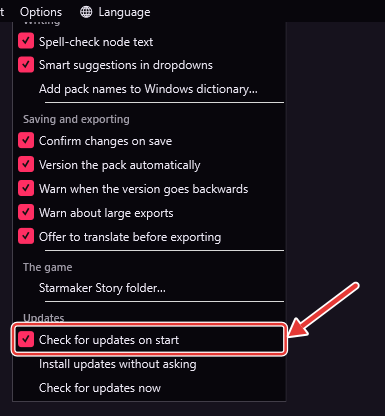 t Options Language
Writing
Spell-check node text
Smart suggestions in dropdowns
Add pack names to Windows dictionary...
Saving and exporting
Confirm changes on save
Version the pack automatically
Warn when the version goes backwards
Warn about large exports
Offer to translate before exporting
The game
Starmaker Story folder...
Updates
Check for updates on start
Install updates without asking
Check for updates now